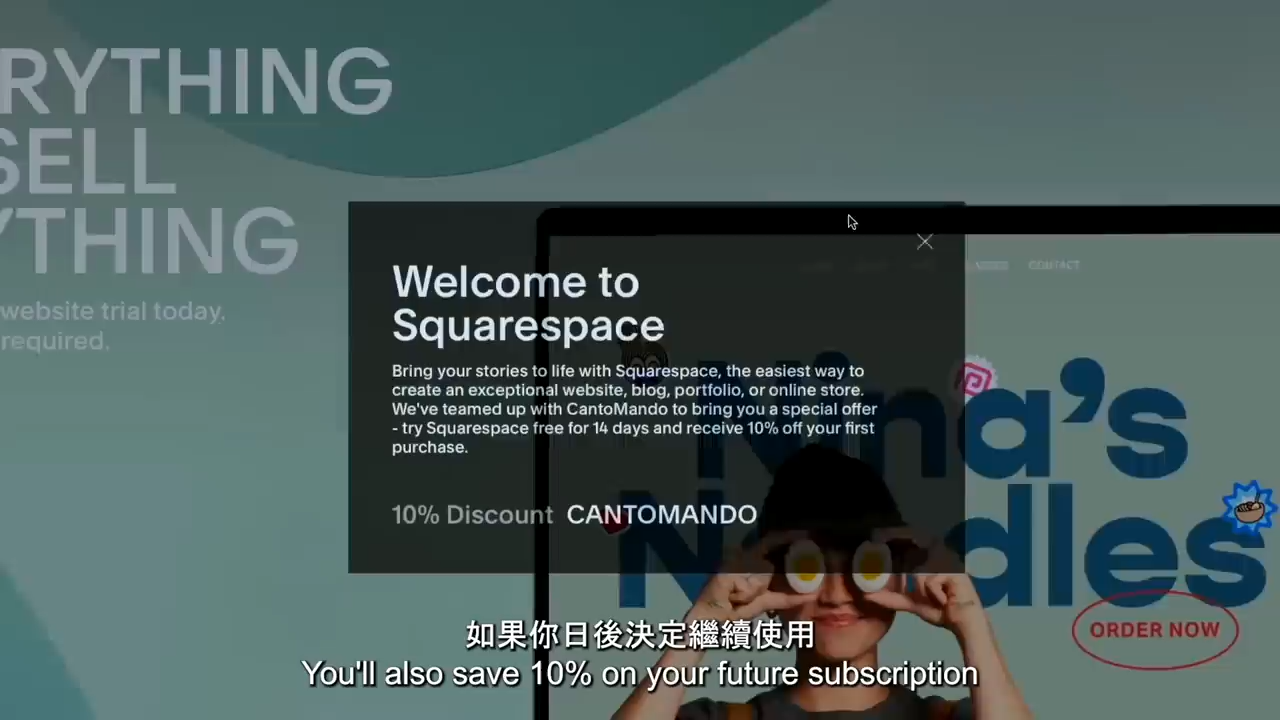 RYTHING
SELL
YTHING
website trial today.
required.
Welcome to
Squarespace
Bring your stories to life with Squarespace, the easiest way to
create an exceptional website, blog, portfolio, or online store.
We've teamed up with CantoMando to bring you a special offer
- try Squarespace free for 14 days and receive 10% off your first
purchase.
10% Discount CANTOMANDO
CONTACT
Nina's
Noodles
ORDER NOW
如果你日後決定繼續使用
You'll also save 10% on your future subscription